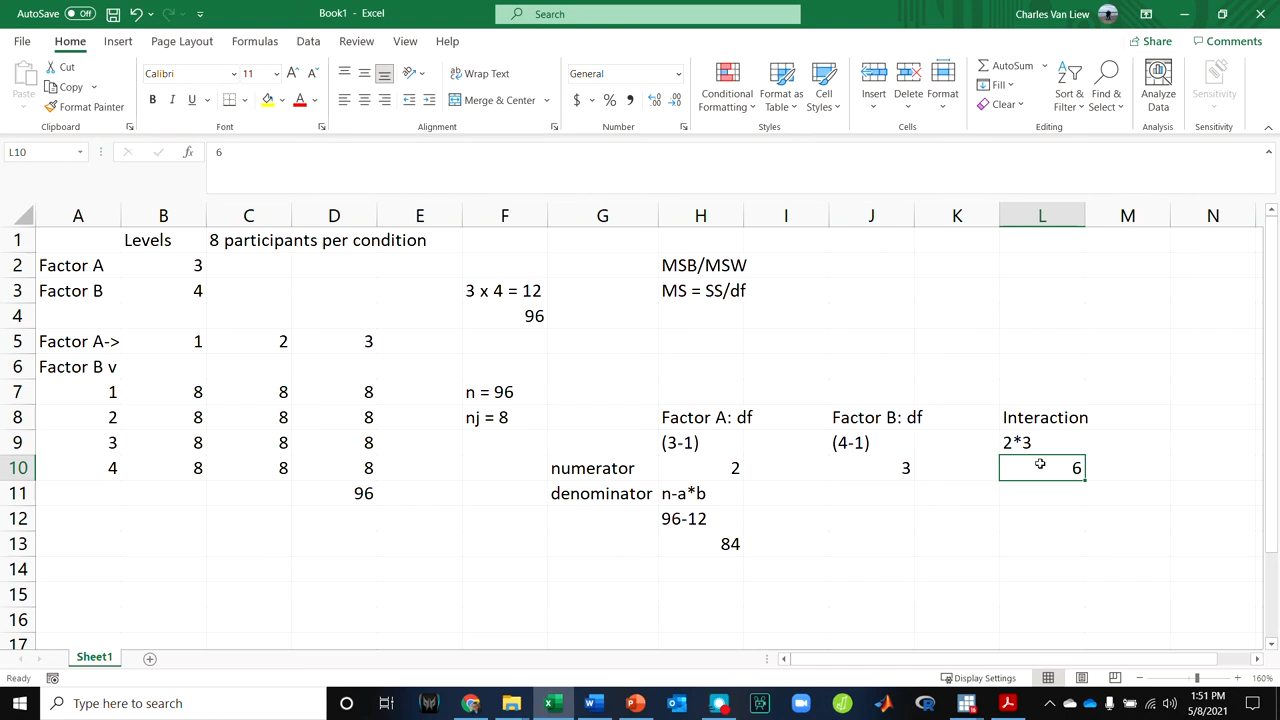 AutoSave Off Book1 - Excel Search Charles Van Liew
File Home Insert Page Layout Formulas Data Review View Help Share Comments
Paste Cut Copy Format Painter Clipboard
Calibri 11 B I U A Font
Wrap Text Merge & Center Alignment
General $ % , Number
Conditional Formatting Format as Table Cell Styles Styles
Insert Delete Format Cells
AutoSum Fill Clear Sort & Filter Find & Select Editing
Analyze Data Analysis
Sensitivity Sensitivity
L10 fx 6
A B C D E F G H I J K L M N
1 Levels 8 participants per condition
2 Factor A 3 MSB/MSW
3 Factor B 4 3 x 4 = 12 MS = SS/df
4 96
5 Factor A-> 1 2 3
6 Factor B v
7 1 8 8 8 n = 96
8 2 8 8 8 nj = 8 Factor A: df Factor B: df Interaction
9 3 8 8 8 (3-1) (4-1) 2*3
10 4 8 8 8 numerator 2 3 6
11 96 denominator n-a*b
12 96-12
13 84
14
15
16
17
Sheet1
Ready Display Settings 160%
Type here to search 1:51 PM
5/8/2021